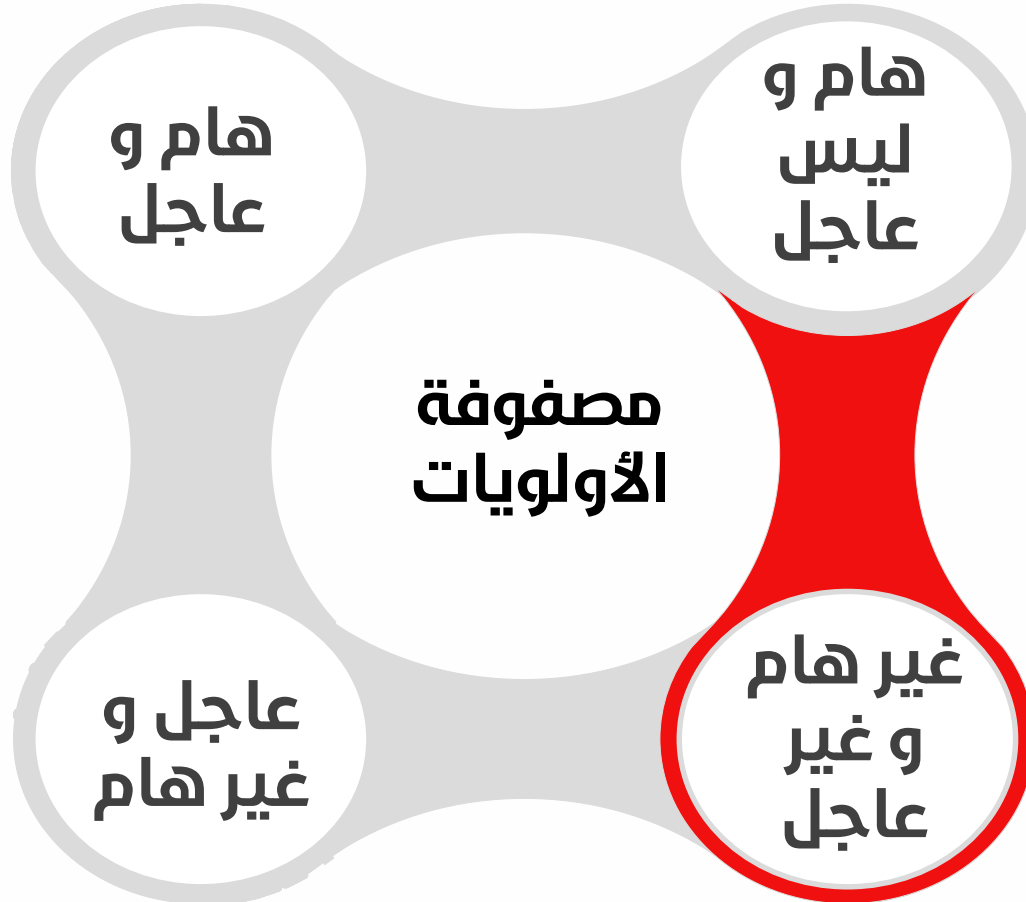 هام و
ليس
عاجل
هام و
عاجل
مصفوفة
الأولويات
غير هام
و غير
عاجل
عاجل و
غير هام